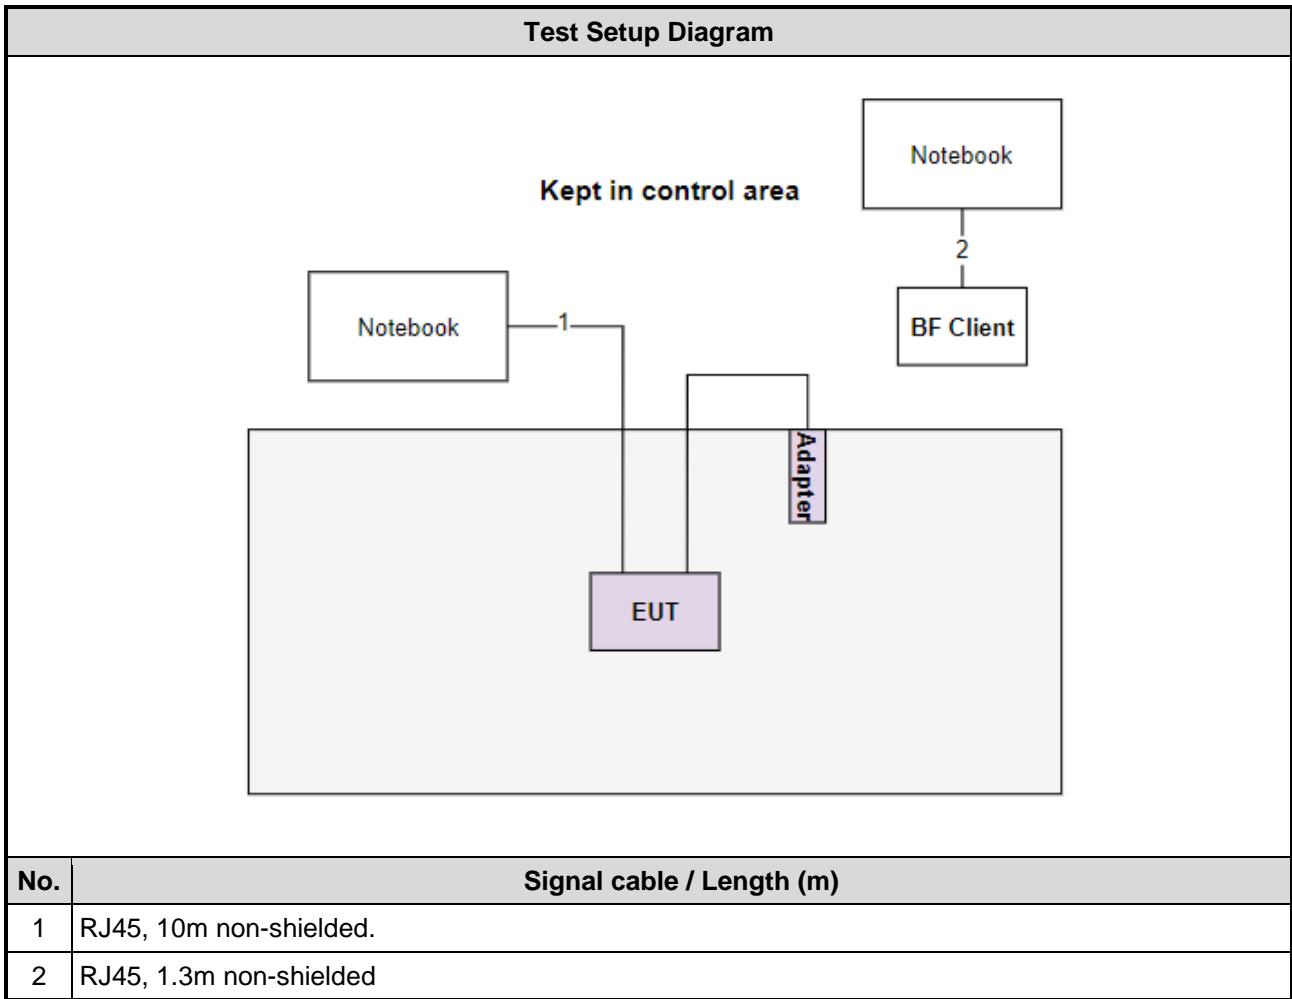 Test Setup Diagram
Notebook
Kept in control area
2
Notebook
1
BF Client
Adapter
EUT
No. Signal cable / Length (m)
1 RJ45, 10m non-shielded.
2 RJ45, 1.3m non-shielded